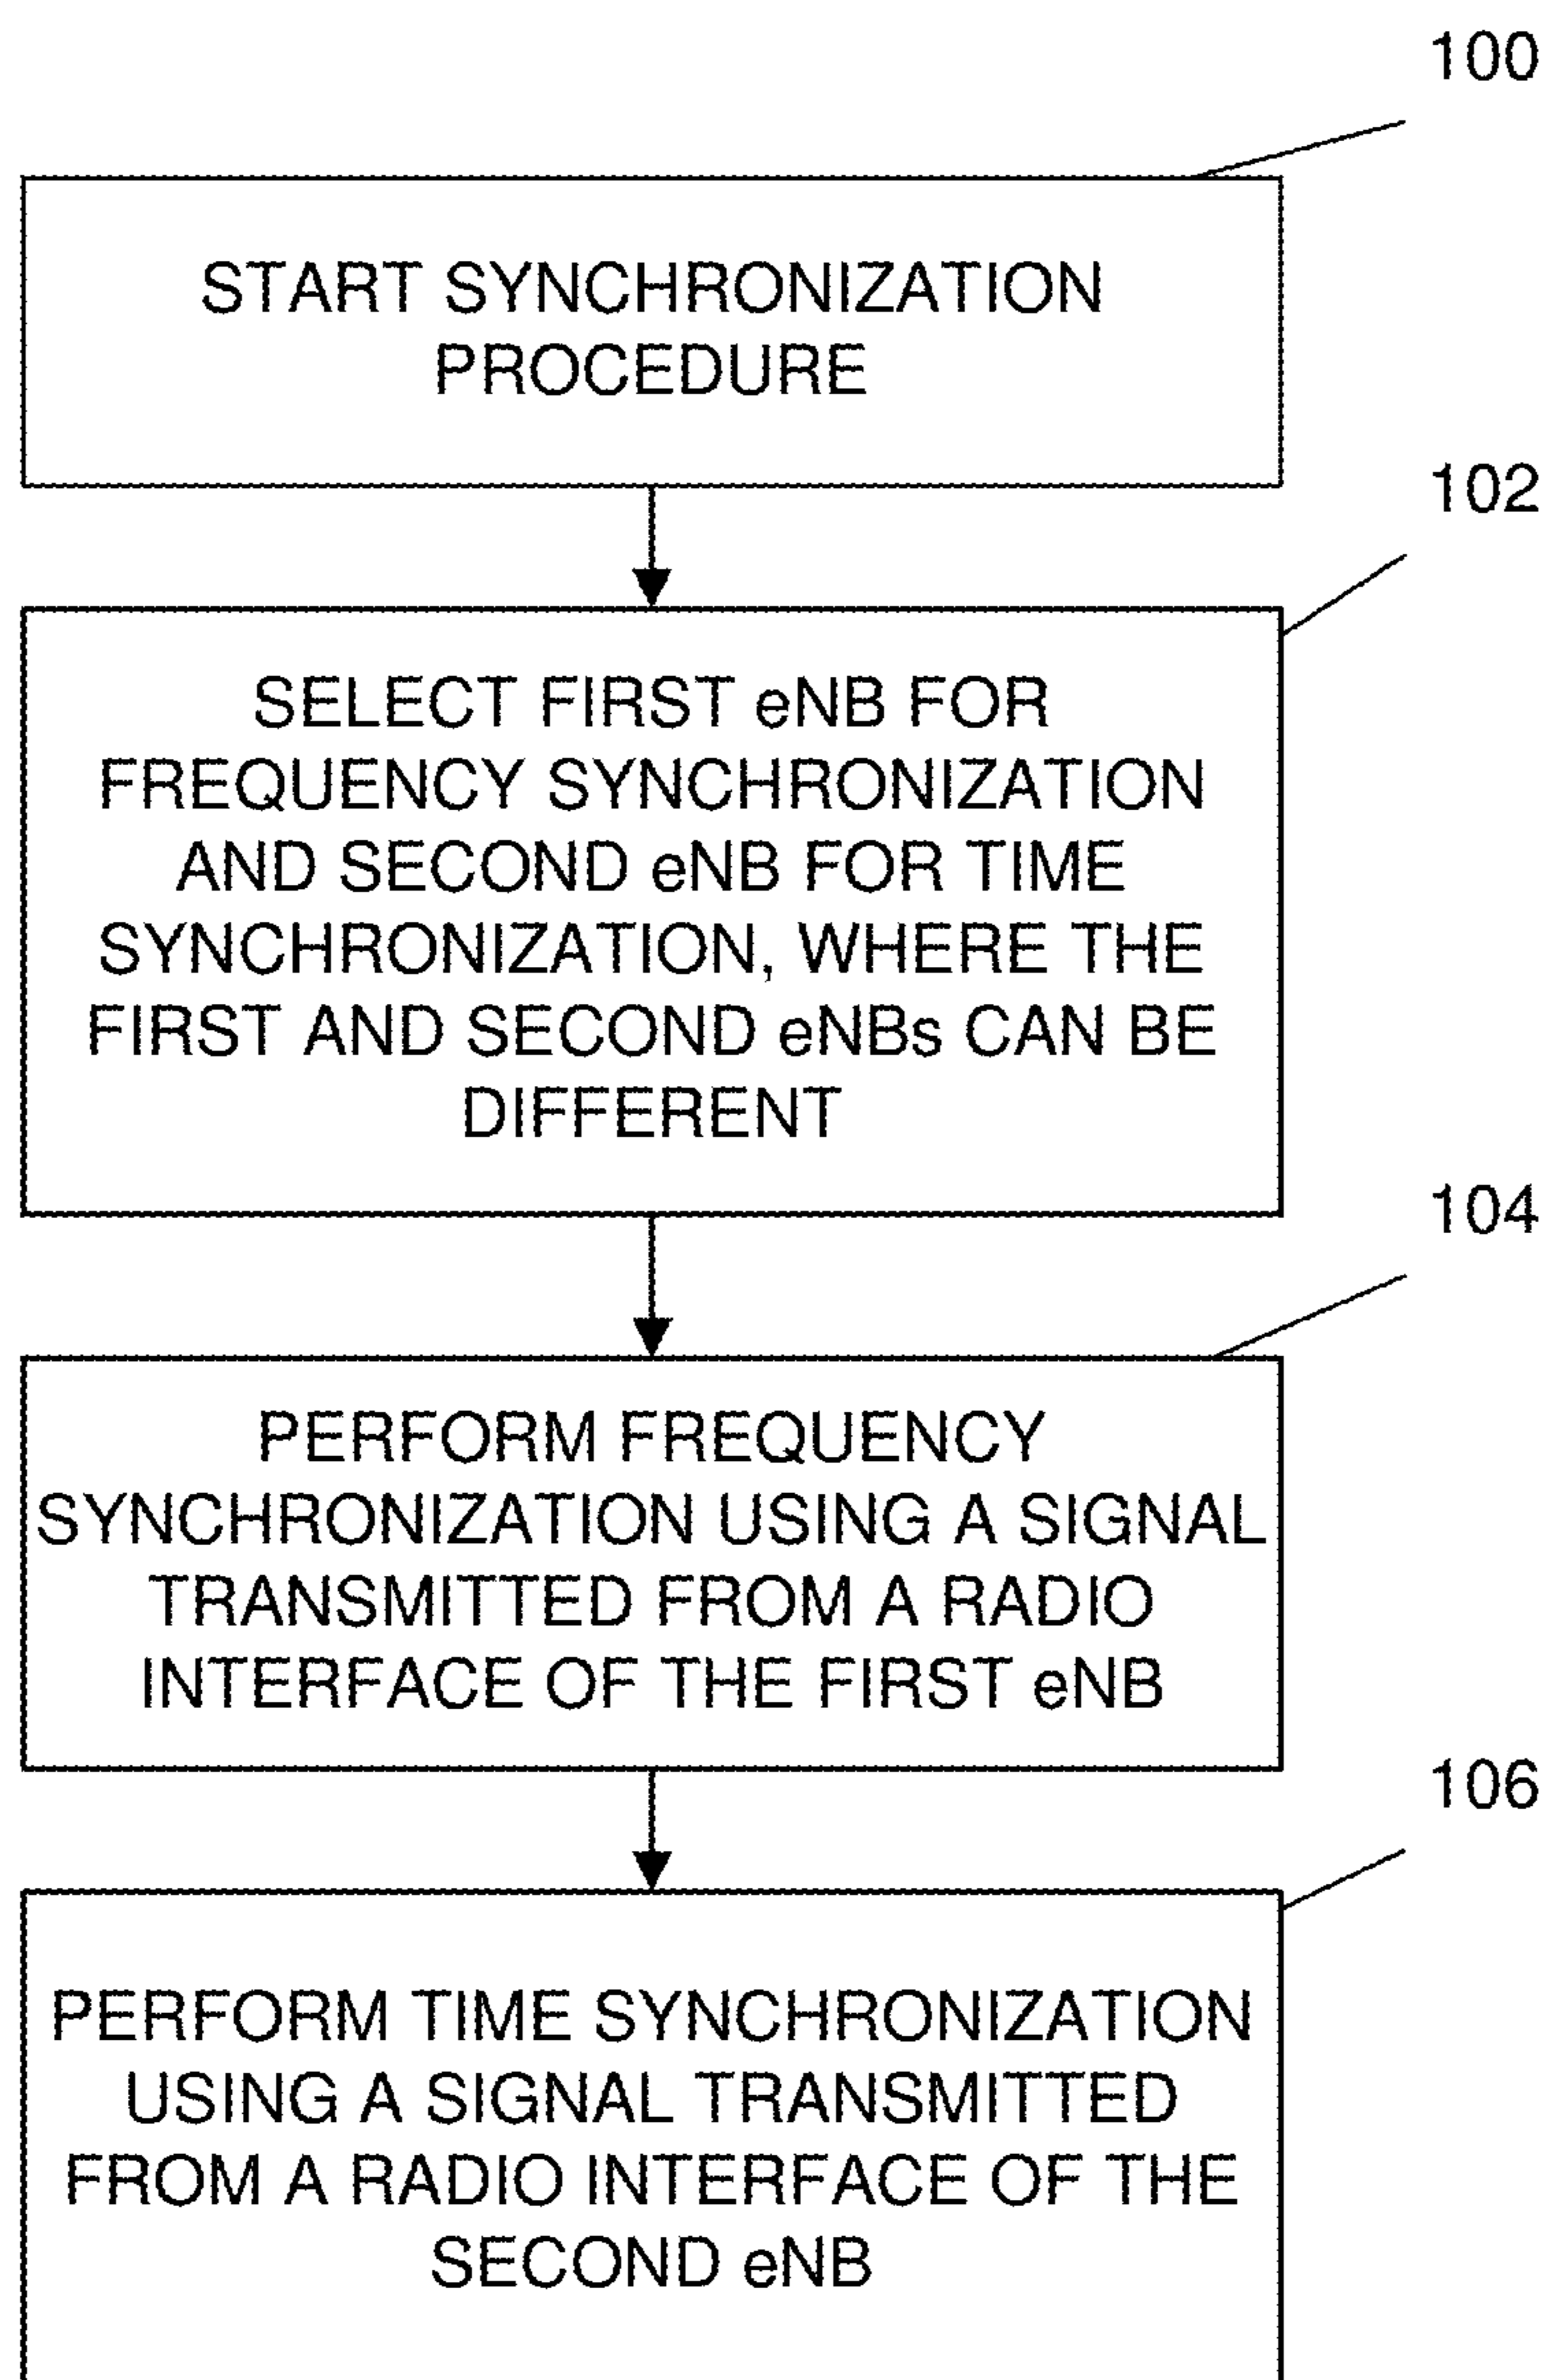 100
START SYNCHRONIZATION
PROCEDURE
102
SELECT FIRST eNB FOR
FREQUENCY SYNCHRONIZATION
AND SECOND eNB FOR TIME
SYNCHRONIZATION, WHERE THE
FIRST AND SECOND eNBs CAN BE
DIFFERENT
104
PERFORM FREQUENCY
SYNCHRONIZATION USING A SIGNAL
TRANSMITTED FROM A RADIO
INTERFACE OF THE FIRST eNB
106
PERFORM TIME SYNCHRONIZATION
USING A SIGNAL TRANSMITTED
FROM A RADIO INTERFACE OF THE
SECOND eNB